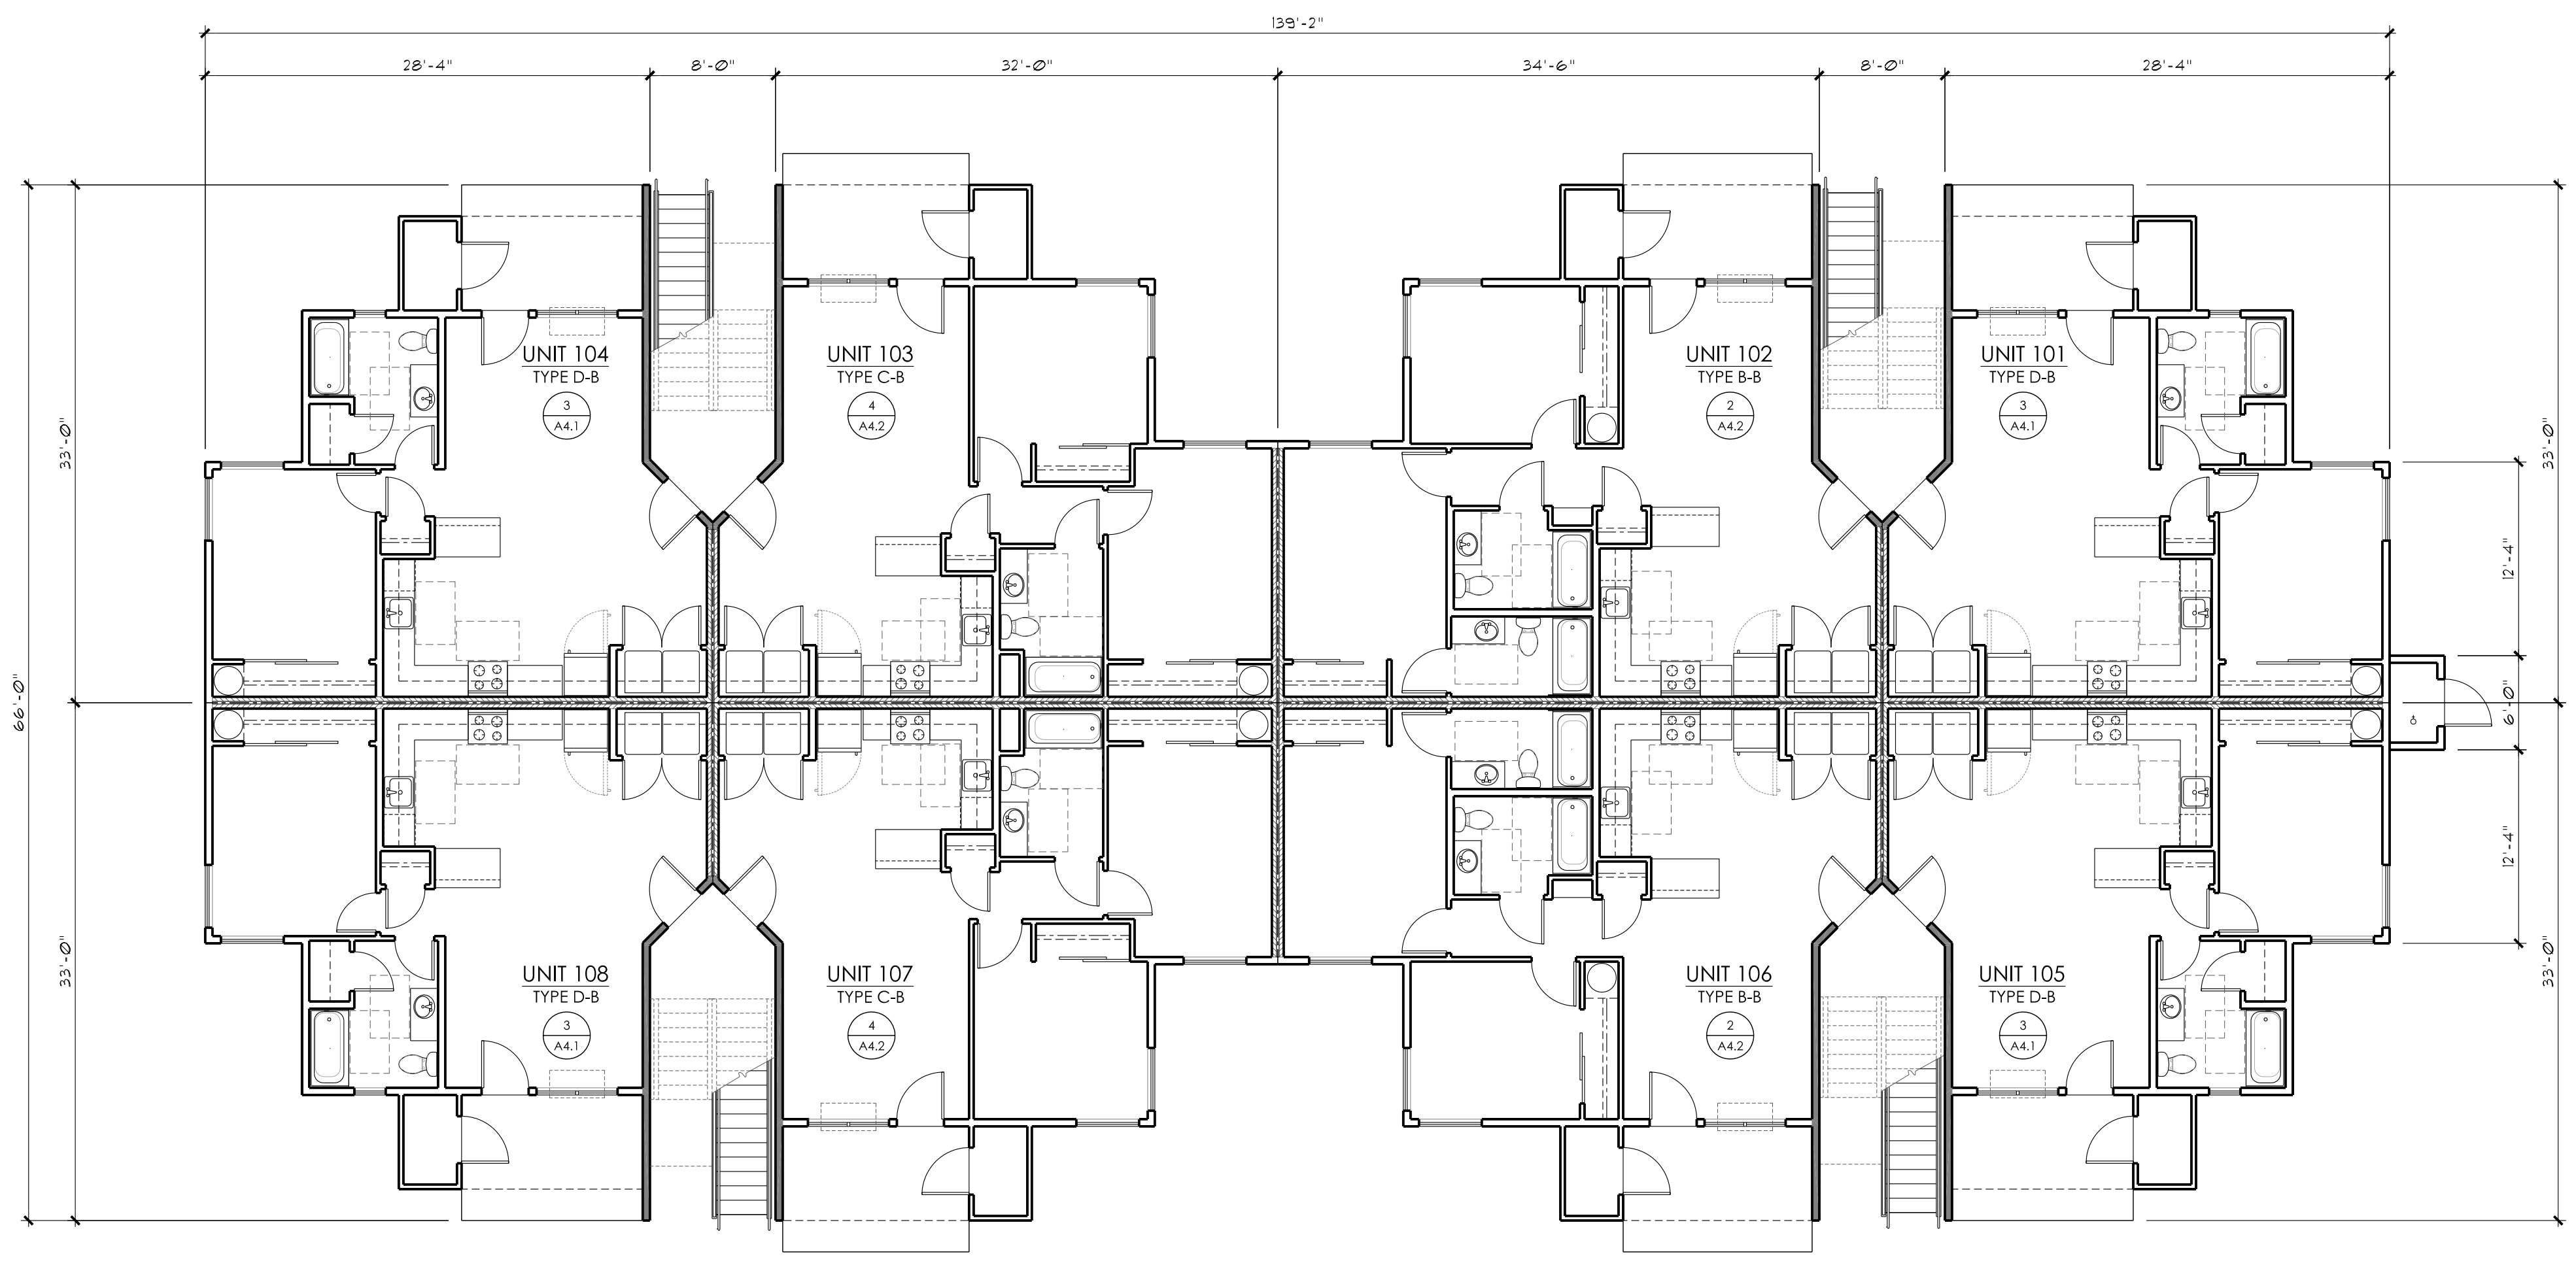 139'-2"
28'-4"
8'-0"
32'-0"
34'-6"
8'-0"
28'-4"
UNIT 104
TYPE D-B
3
A4.1
UNIT 103
TYPE C-B
4
A4.2
UNIT 102
TYPE B-B
2
A4.2
UNIT 101
TYPE D-B
3
A4.1
33'-0"
66'-0"
33'-0"
33'-0"
12'-4"
6'-0"
12'-4"
33'-0"
UNIT 108
TYPE D-B
3
A4.1
UNIT 107
TYPE C-B
4
A4.2
UNIT 106
TYPE B-B
2
A4.2
UNIT 105
TYPE D-B
3
A4.1